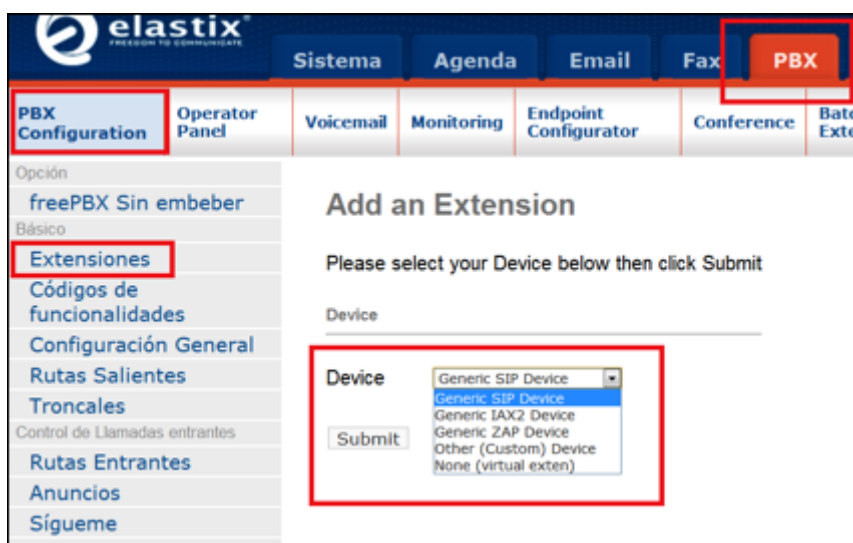 elastix
FREEDOM TO COMMUNICATE
Sistema Agenda Email Fax PBX
PBX Configuration Operator Panel Voicemail Monitoring Endpoint Configurator Conference
Opción
freePBX Sin embeber
Básico
Extensiones
Códigos de
funcionalidades
Configuración General
Rutas Salientes
Troncales
Control de Llamadas entrantes
Rutas Entrantes
Anuncios
Sígueme
Add an Extension
Please select your Device below then click Submit
Device
Device Generic SIP Device
Generic SIP Device
Generic IAX2 Device
Generic ZAP Device
Other (Custom) Device
None (virtual exten)
Submit